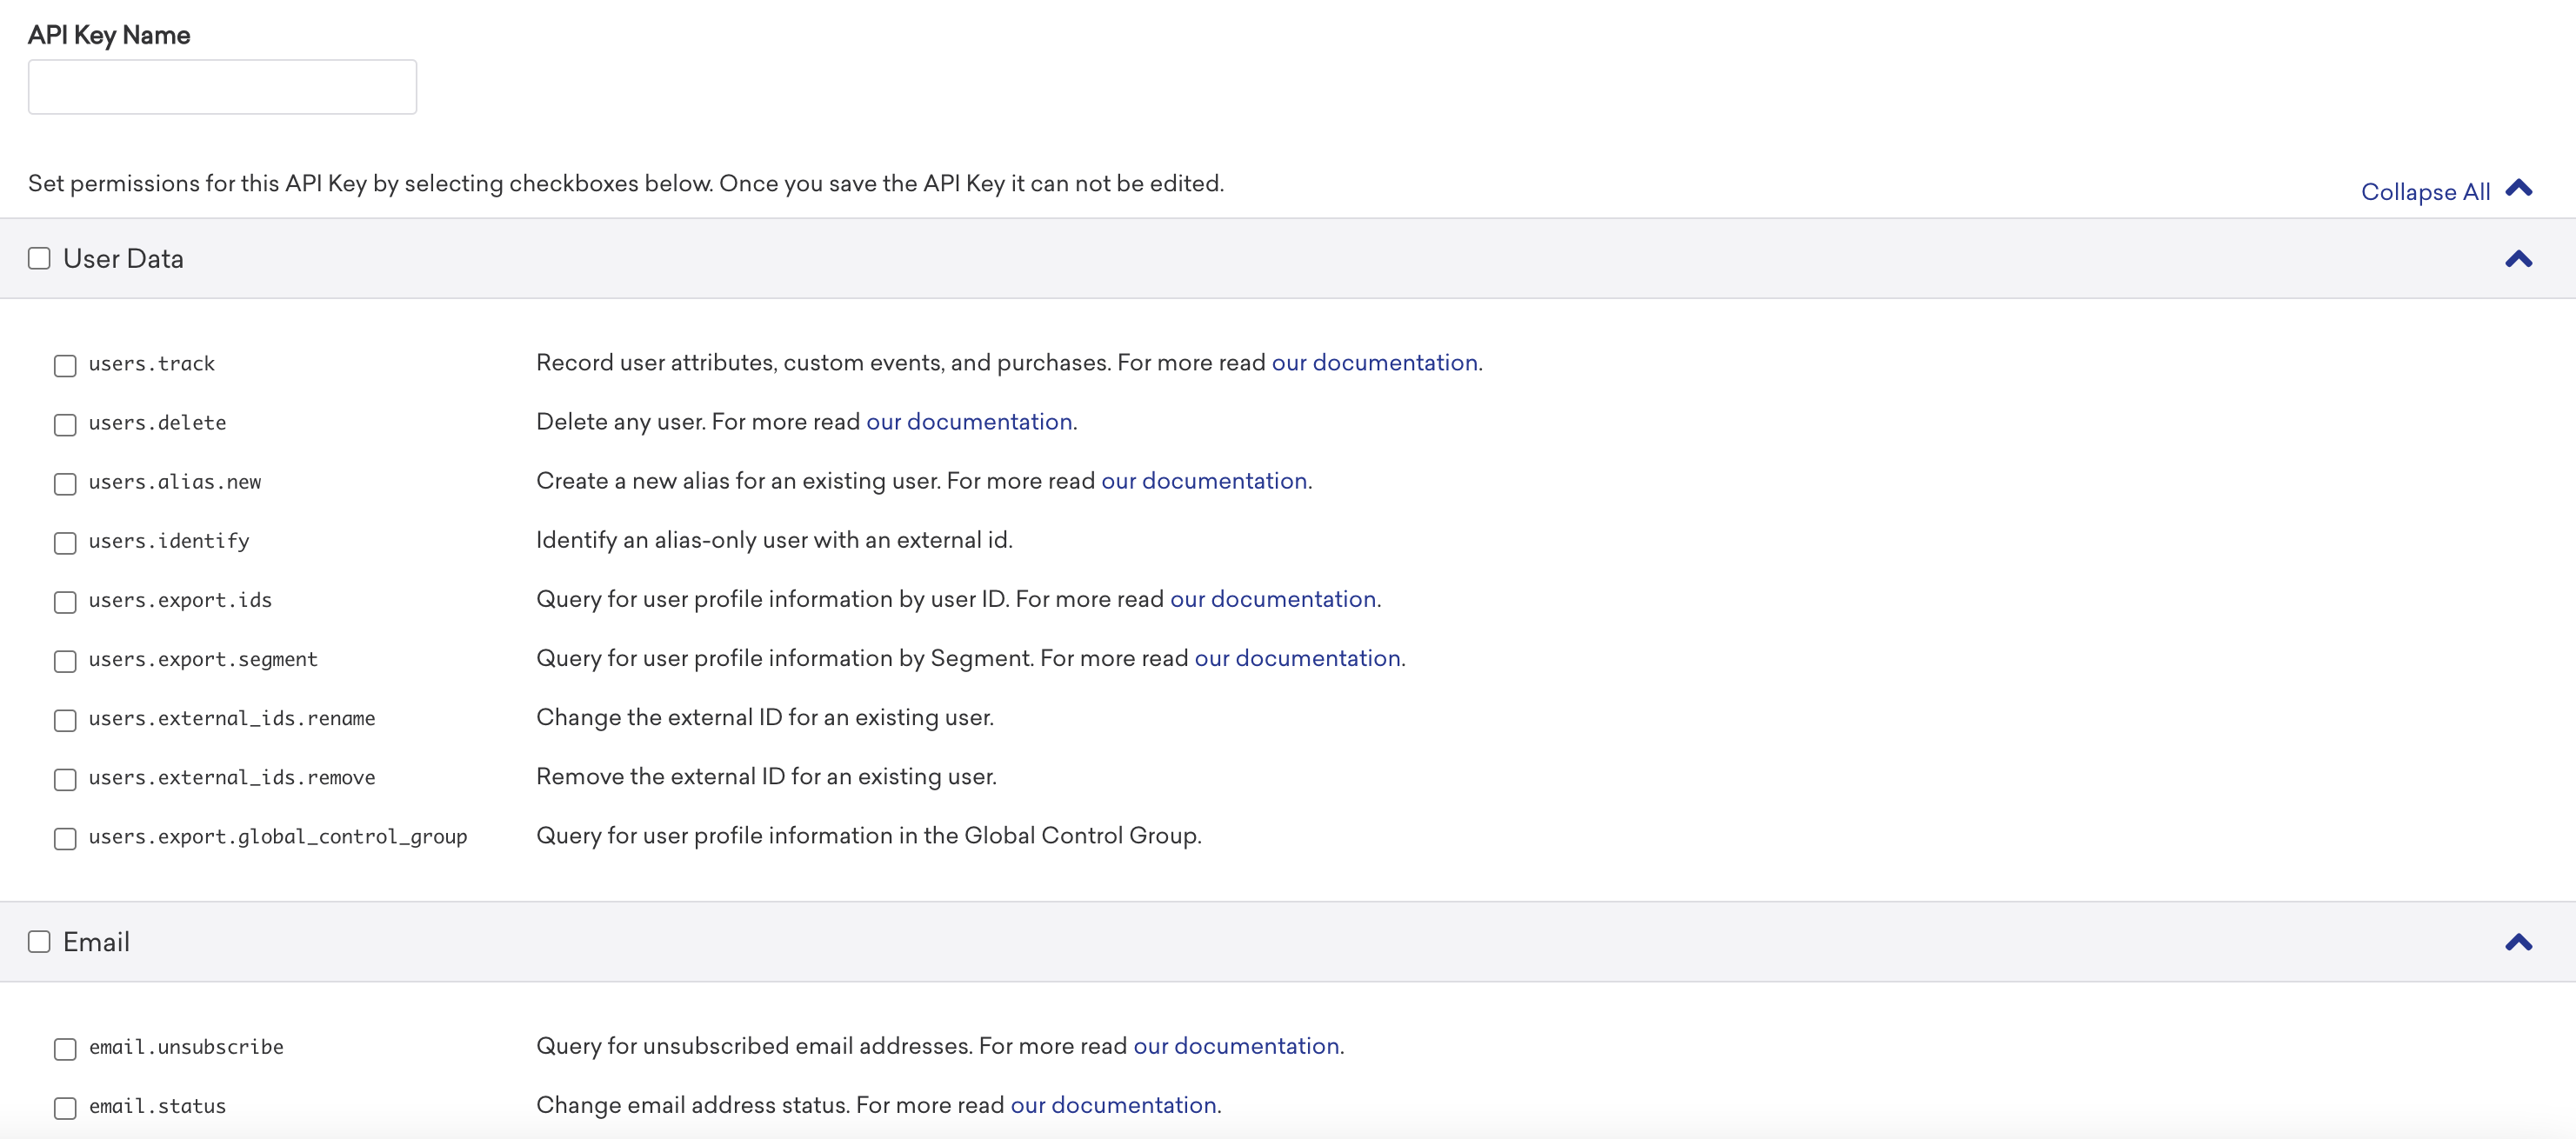 API Key Name
Set permissions for this API Key by selecting checkboxes below. Once you save the API Key it can not be edited.
Collapse All
User Data
users.track Record user attributes, custom events, and purchases. For more read our documentation.
users.delete Delete any user. For more read our documentation.
users.alias.new Create a new alias for an existing user. For more read our documentation.
users.identify Identify an alias-only user with an external id.
users.export.ids Query for user profile information by user ID. For more read our documentation.
users.export.segment Query for user profile information by Segment. For more read our documentation.
users.external_ids.rename Change the external ID for an existing user.
users.external_ids.remove Remove the external ID for an existing user.
users.export.global_control_group Query for user profile information in the Global Control Group.
Email
email.unsubscribe Query for unsubscribed email addresses. For more read our documentation.
email.status Change email address status. For more read our documentation.